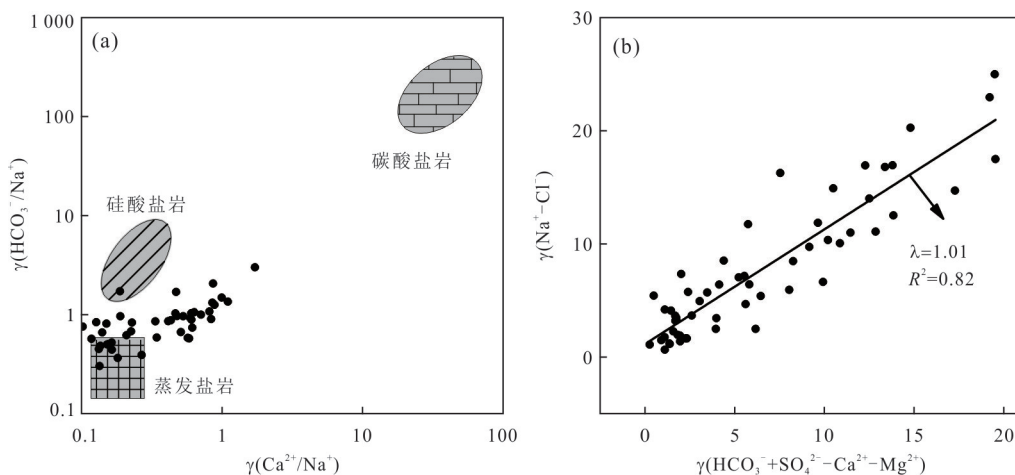 (a)
1 000
100
10
1
0.1
γ(HCO₃⁻/Na⁺)
碳酸盐岩
硅酸盐岩
蒸发盐岩
0.1
1
10
100
γ(Ca²⁺/Na⁺)
(b)
30
20
10
0
γ(Na⁺−Cl⁻)
λ=1.01
R²=0.82
0
5
10
15
20
γ(HCO₃⁻+SO₄²⁻−Ca²⁺−Mg²⁺)